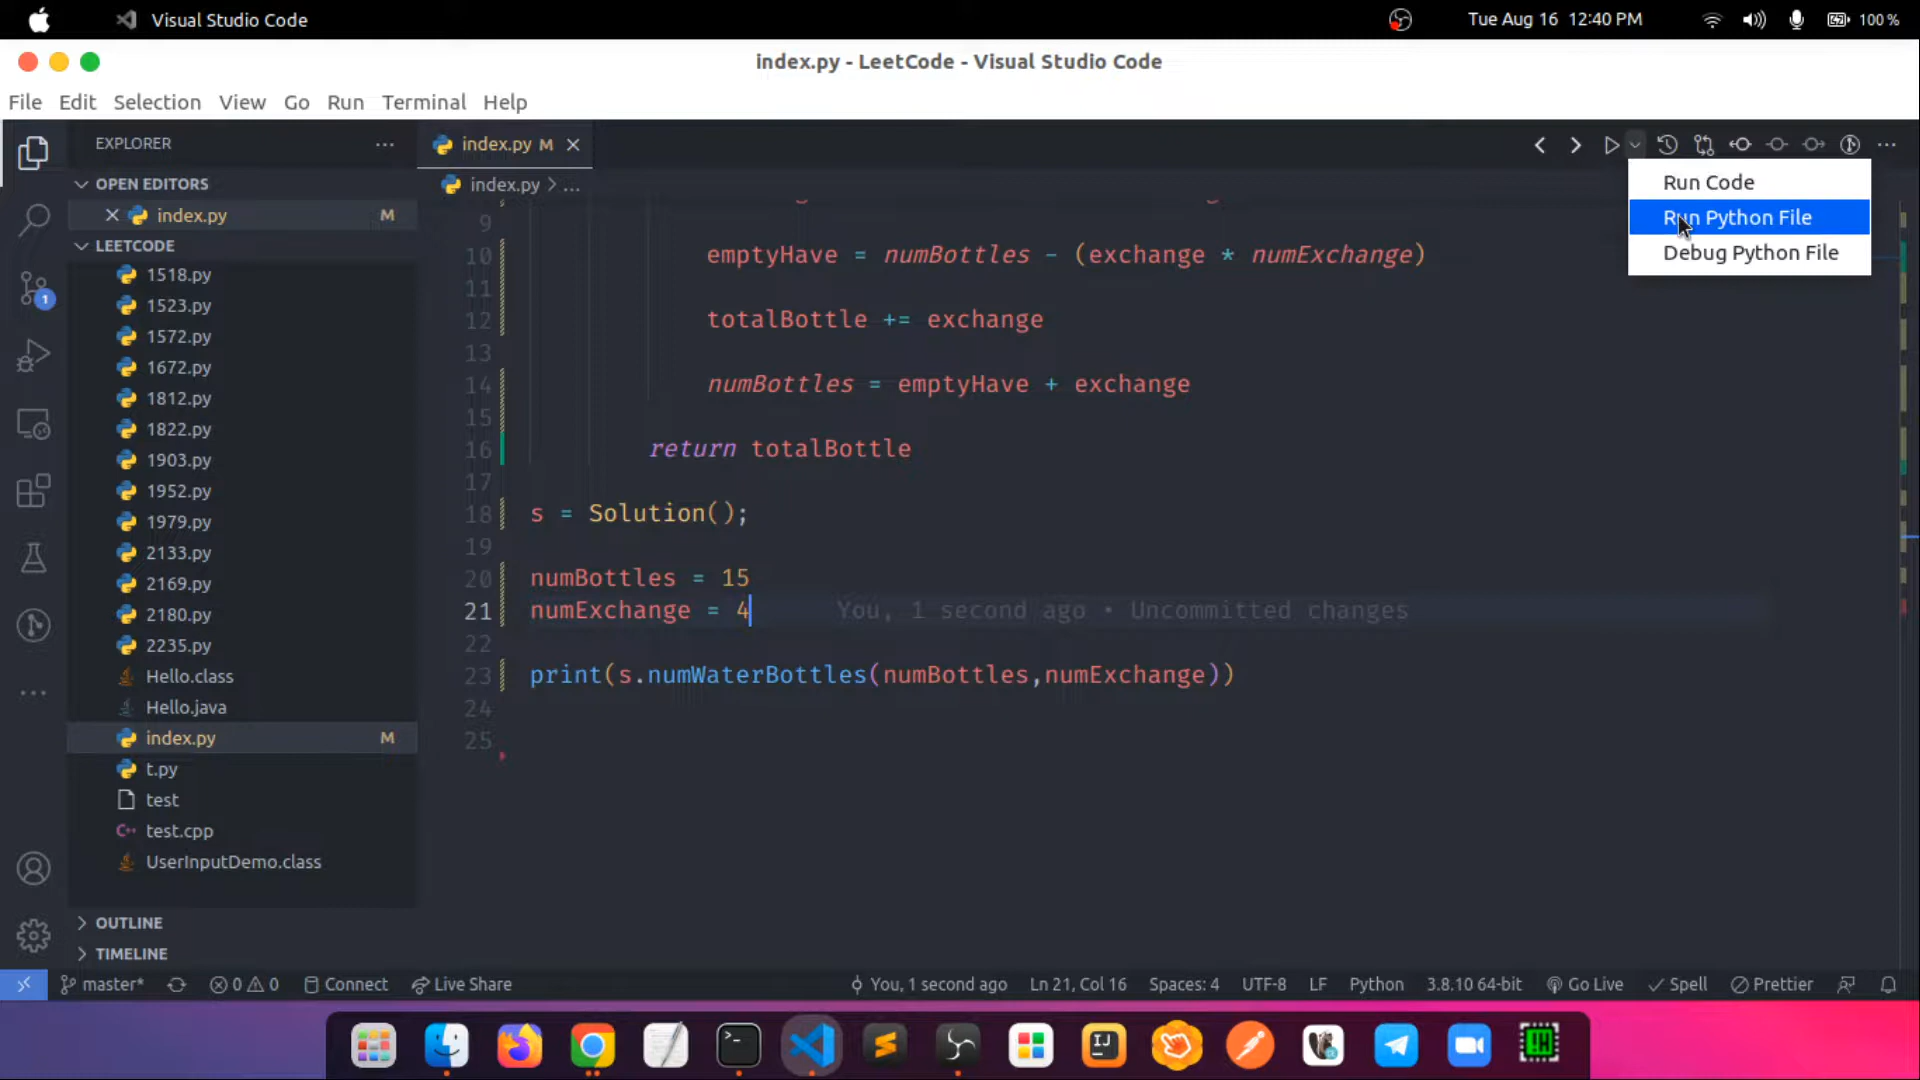 Visual Studio Code
Tue Aug 16 12:40 PM
100 %
index.py - LeetCode - Visual Studio Code
File Edit Selection View Go Run Terminal Help
EXPLORER
index.py M
Run Code
Run Python File
Debug Python File
OPEN EDITORS
index.py M
LEETCODE
1518.py
1523.py
1572.py
1672.py
1812.py
1822.py
1903.py
1952.py
1979.py
2133.py
2169.py
2180.py
2235.py
Hello.class
Hello.java
index.py M
t.py
test
test.cpp
UserInputDemo.class
OUTLINE
TIMELINE
1
index.py > ...
9
10 emptyHave = numBottles - (exchange * numExchange)
11
12 totalBottle += exchange
13
14 numBottles = emptyHave + exchange
15
16 return totalBottle
17
18 s = Solution();
19
20 numBottles = 15
21 numExchange = 4 You, 1 second ago • Uncommitted changes
22
23 print(s.numWaterBottles(numBottles,numExchange))
24
25
master* 0 0 Connect Live Share You, 1 second ago Ln 21, Col 16 Spaces: 4 UTF-8 LF Python 3.8.10 64-bit Go Live Spell Prettier